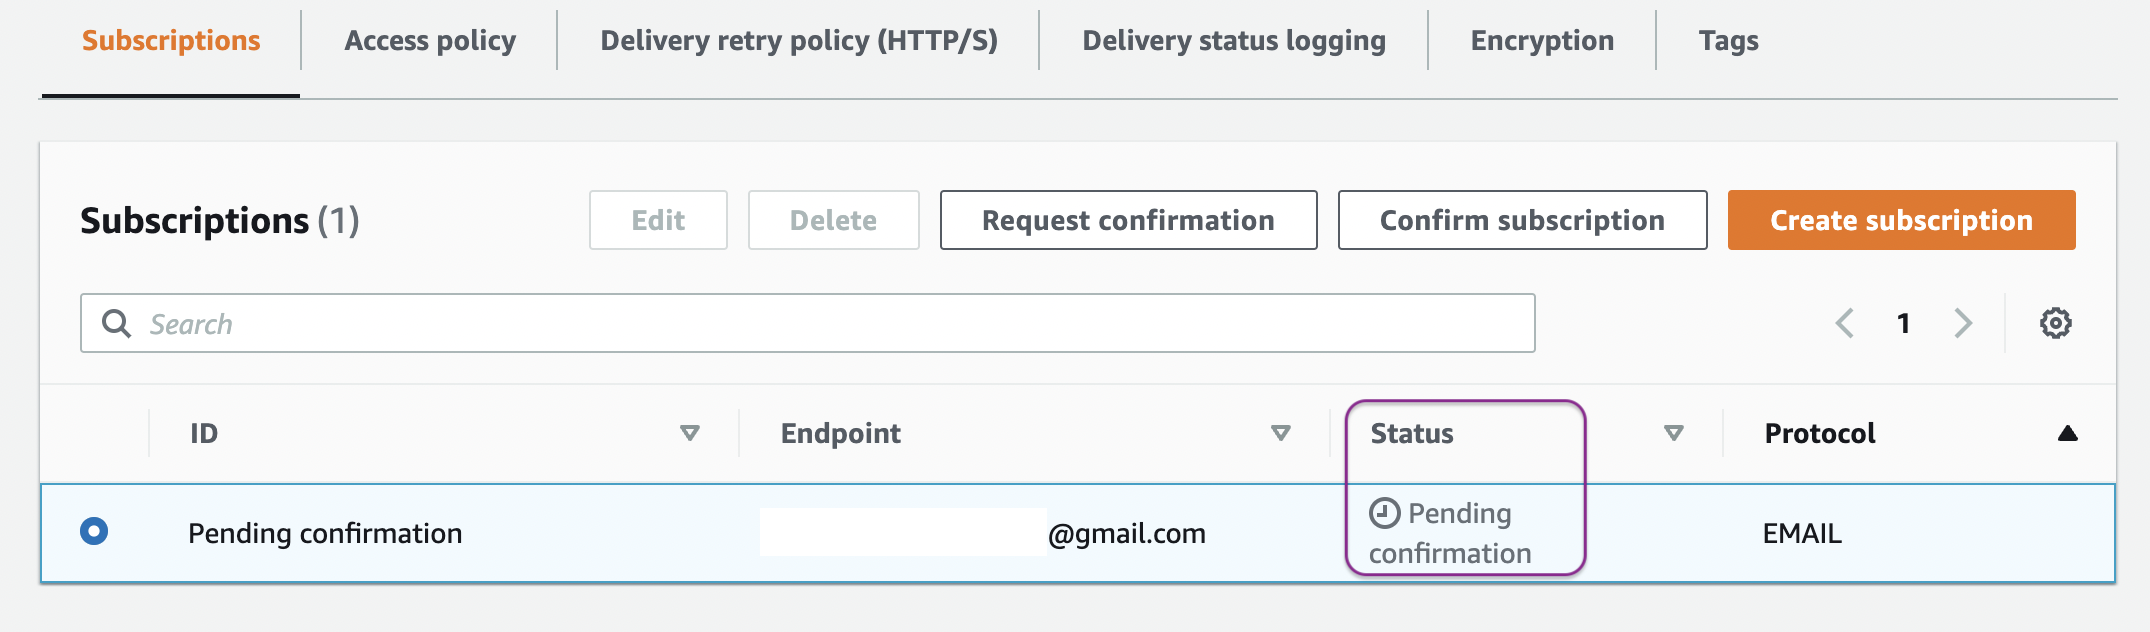 Subscriptions
Access policy
Delivery retry policy (HTTP/S)
Delivery status logging
Encryption
Tags
Subscriptions (1)
Edit
Delete
Request confirmation
Confirm subscription
Create subscription
Search
1
ID
Endpoint
Status
Protocol
Pending confirmation
@gmail.com
Pending
confirmation
EMAIL